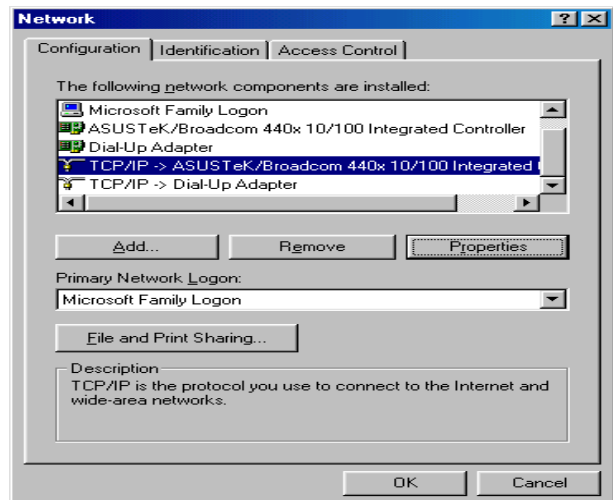 Network
Configuration Identification Access Control
The following network components are installed:
Microsoft Family Logon
ASUSTeK/Broadcom 440x 10/100 Integrated Controller
Dial-Up Adapter
TCP/IP -> ASUSTeK/Broadcom 440x 10/100 Integrated
TCP/IP -> Dial-Up Adapter
Add... Remove Properties
Primary Network Logon:
Microsoft Family Logon
File and Print Sharing...
Description
TCP/IP is the protocol you use to connect to the Internet and
wide-area networks.
OK Cancel